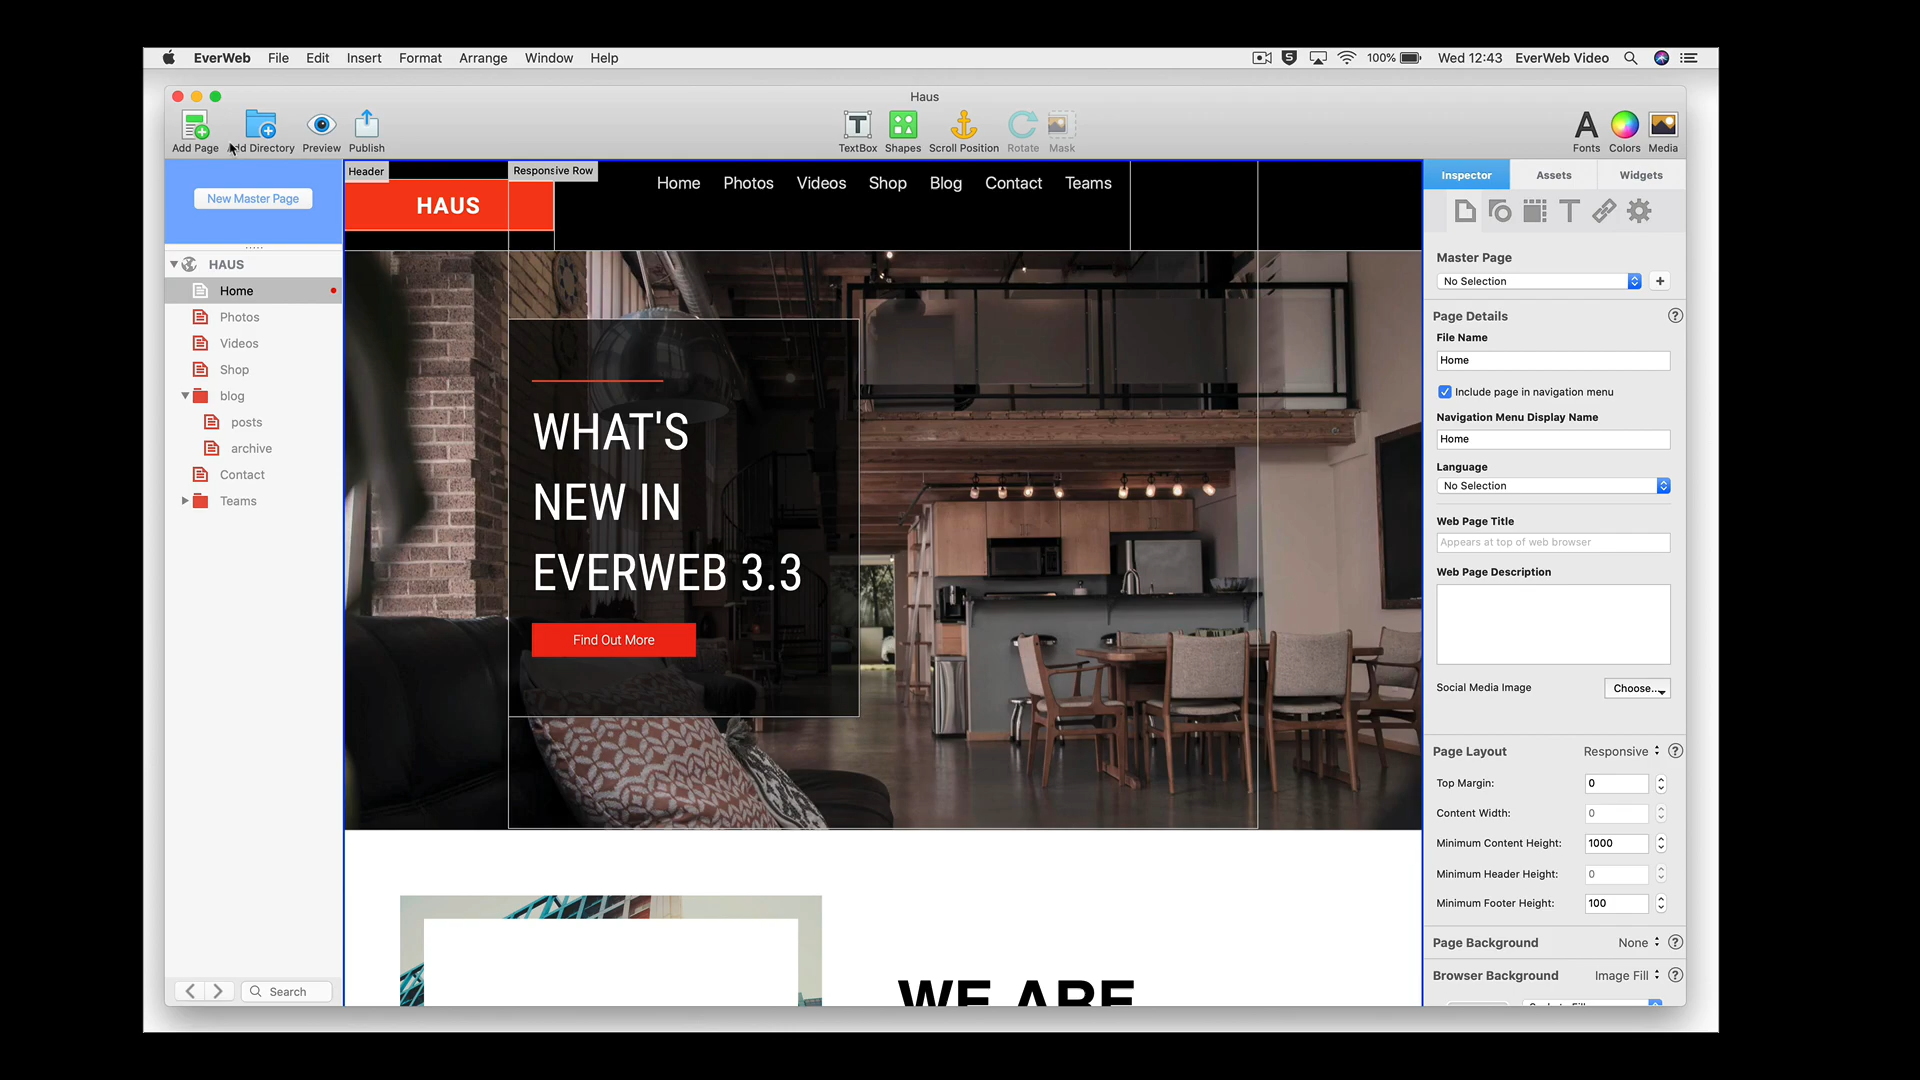 EverWeb File Edit Insert Format Arrange Window Help
100% Wed 12:43 EverWeb Video
Haus
Add Page
Directory
Preview
Publish
TextBox
Shapes
Scroll Position
Rotate
Mask
Fonts
Colors
Media
New Master Page
HAUS
Home
Photos
Videos
Shop
blog
posts
archive
Contact
Teams
Search
Header
Responsive Row
HAUS
Home Photos Videos Shop Blog Contact Teams
WHAT'S
NEW IN
EVERWEB 3.3
Find Out More
WE ARE
Inspector Assets Widgets
Master Page
No Selection
Page Details
File Name
Home
Include page in navigation menu
Navigation Menu Display Name
Home
Language
No Selection
Web Page Title
Appears at top of web browser
Web Page Description
Social Media Image Choose...
Page Layout Responsive
Top Margin: 0
Content Width: 0
Minimum Content Height: 1000
Minimum Header Height: 0
Minimum Footer Height: 100
Page Background None
Browser Background Image Fill